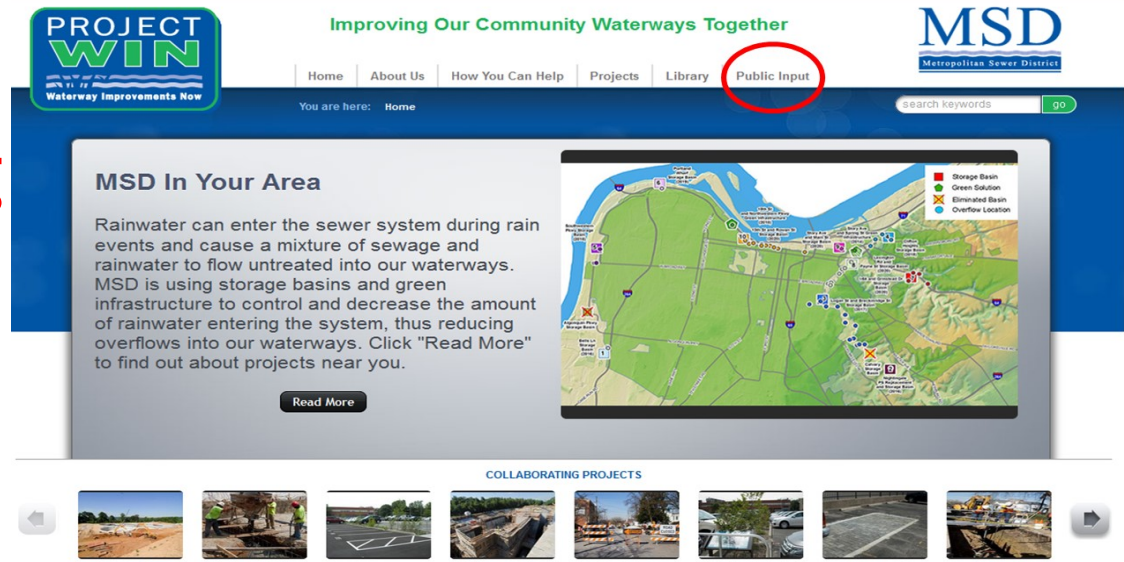 PROJECT
WIN
Waterway Improvements Now
Improving Our Community Waterways Together
MSD
Metropolitan Sewer District
Home About Us How You Can Help Projects Library Public Input
You are here: Home
search keywords go
MSD In Your Area
Rainwater can enter the sewer system during rain
events and cause a mixture of sewage and
rainwater to flow untreated into our waterways.
MSD is using storage basins and green
infrastructure to control and decrease the amount
of rainwater entering the system, thus reducing
overflows into our waterways. Click "Read More"
to find out about projects near you.
Read More
Storage Basin
Green Solution
Eliminated Basin
Overflow Location
COLLABORATING PROJECTS